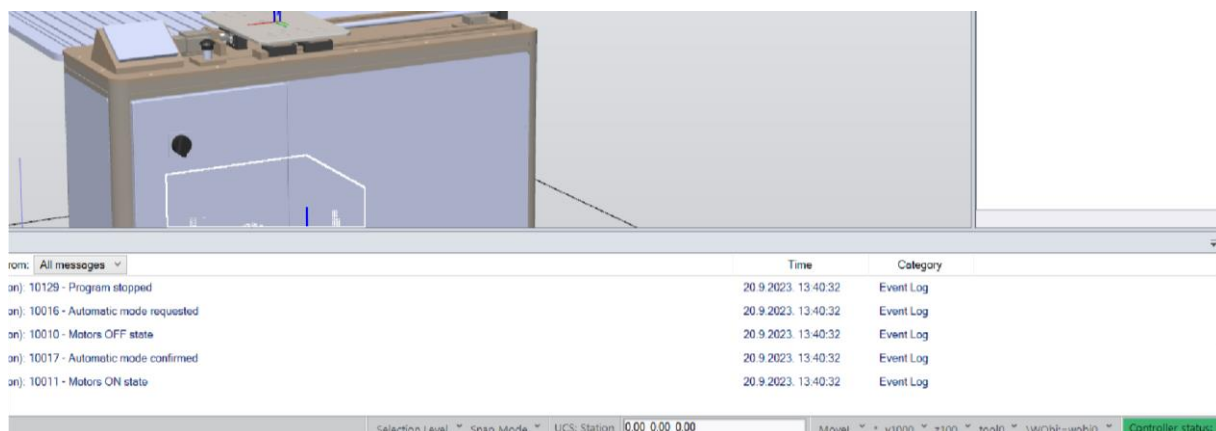 rom: All messages Time Category
on): 10129 - Program stopped 20.9.2023. 13:40:32 Event Log
on): 10016 - Automatic mode requested 20.9.2023. 13:40:32 Event Log
on): 10010 - Motors OFF state 20.9.2023. 13:40:32 Event Log
on): 10017 - Automatic mode confirmed 20.9.2023. 13:40:32 Event Log
on): 10011 - Motors ON state 20.9.2023. 13:40:32 Event Log
Selection Level Snap Mode UCS: Station 0.00 0.00 0.00 MoveL * v1000 z100 tool0 \WObj:=wobj0 Controller status: